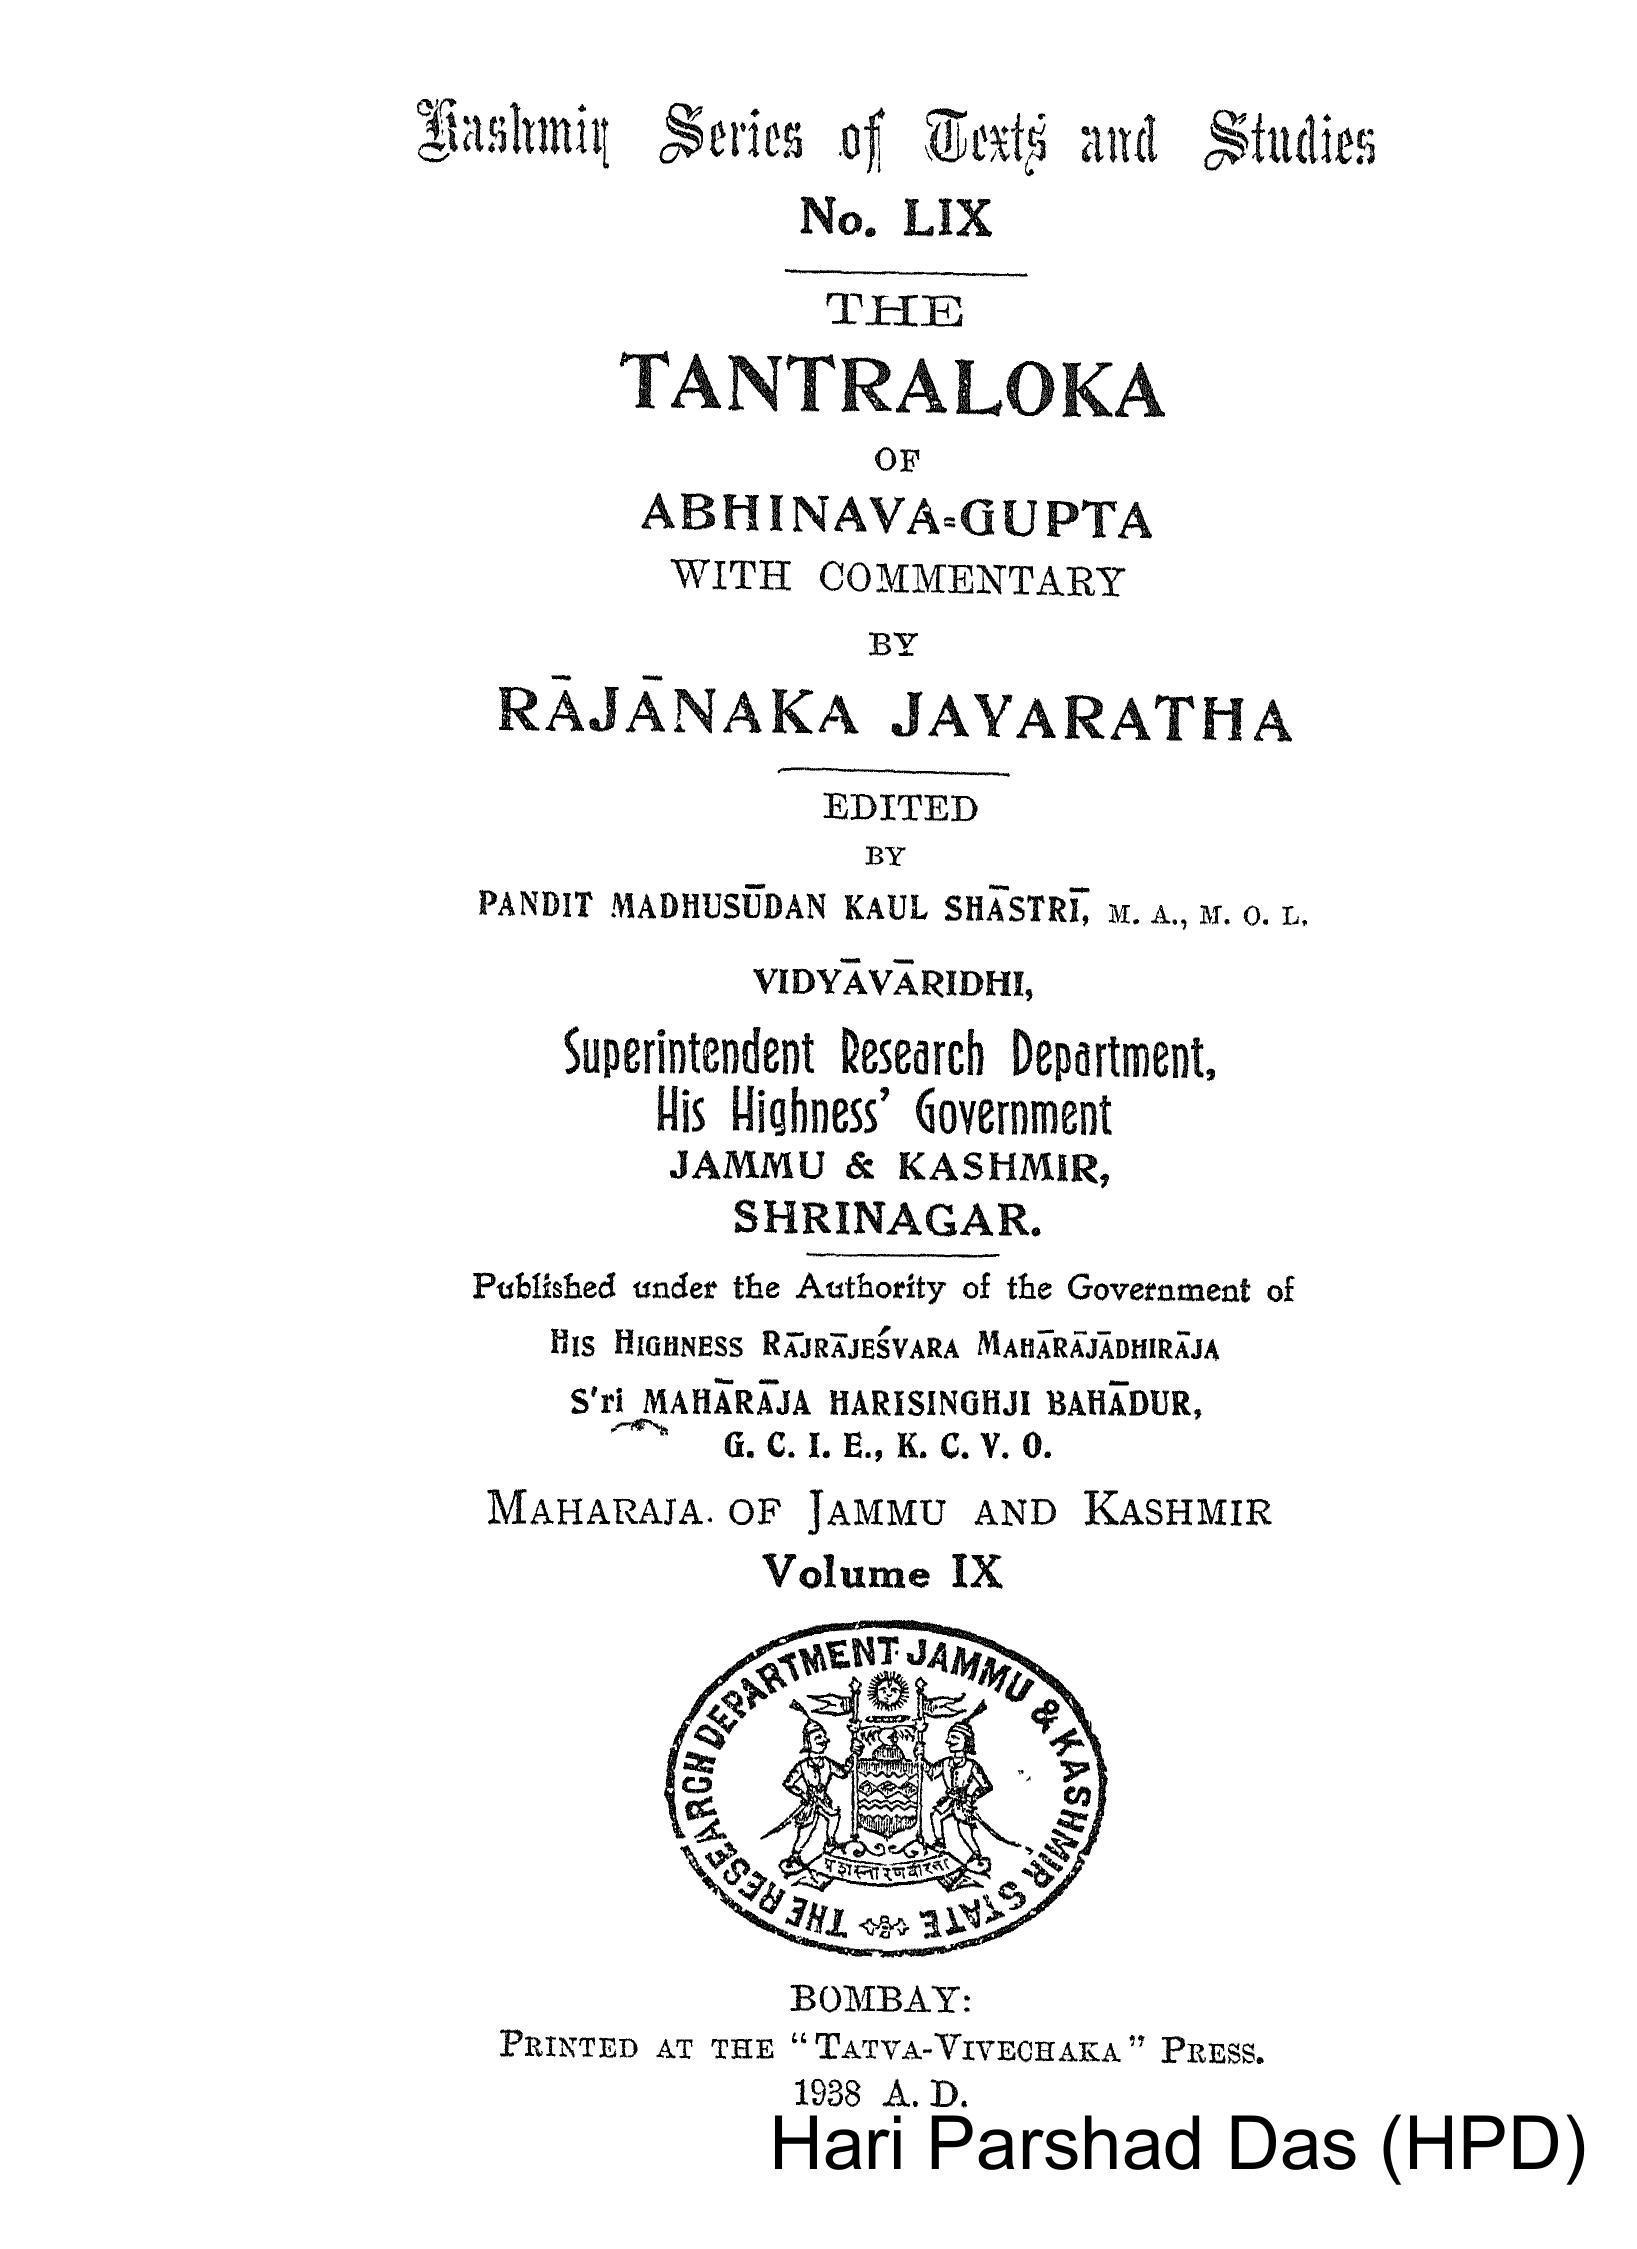 Kashmir Series of Texts and Studies
No. LIX
THE
TANTRALOKA
OF
ABHINAVA=GUPTA
WITH COMMENTARY
BY
RĀJĀNAKA JAYARATHA
EDITED
BY
PANDIT MADHUSŪDAN KAUL SHĀSTRĪ, M. A., M. O. L.
VIDYĀVĀRIDHI,
Superintendent Research Department,
His Highness' Government
JAMMU & KASHMIR,
SHRINAGAR.
Published under the Authority of the Government of
HIS HIGHNESS RĀJRĀJEŚVARA MAHĀRĀJĀDHIRĀJA
S'ri MAHĀRĀJA HARISINGHJI BAHĀDUR,
G. C. I. E., K. C. V. O.
MAHARAJA. OF JAMMU AND KASHMIR
Volume IX
THE RESEARCH DEPARTMENT JAMMU & KASHMIR STATE
प्रशस्ता रणवीरता
BOMBAY:
PRINTED AT THE "TATVA-VIVECHAKA" PRESS.
1938 A. D.
Hari Parshad Das (HPD)